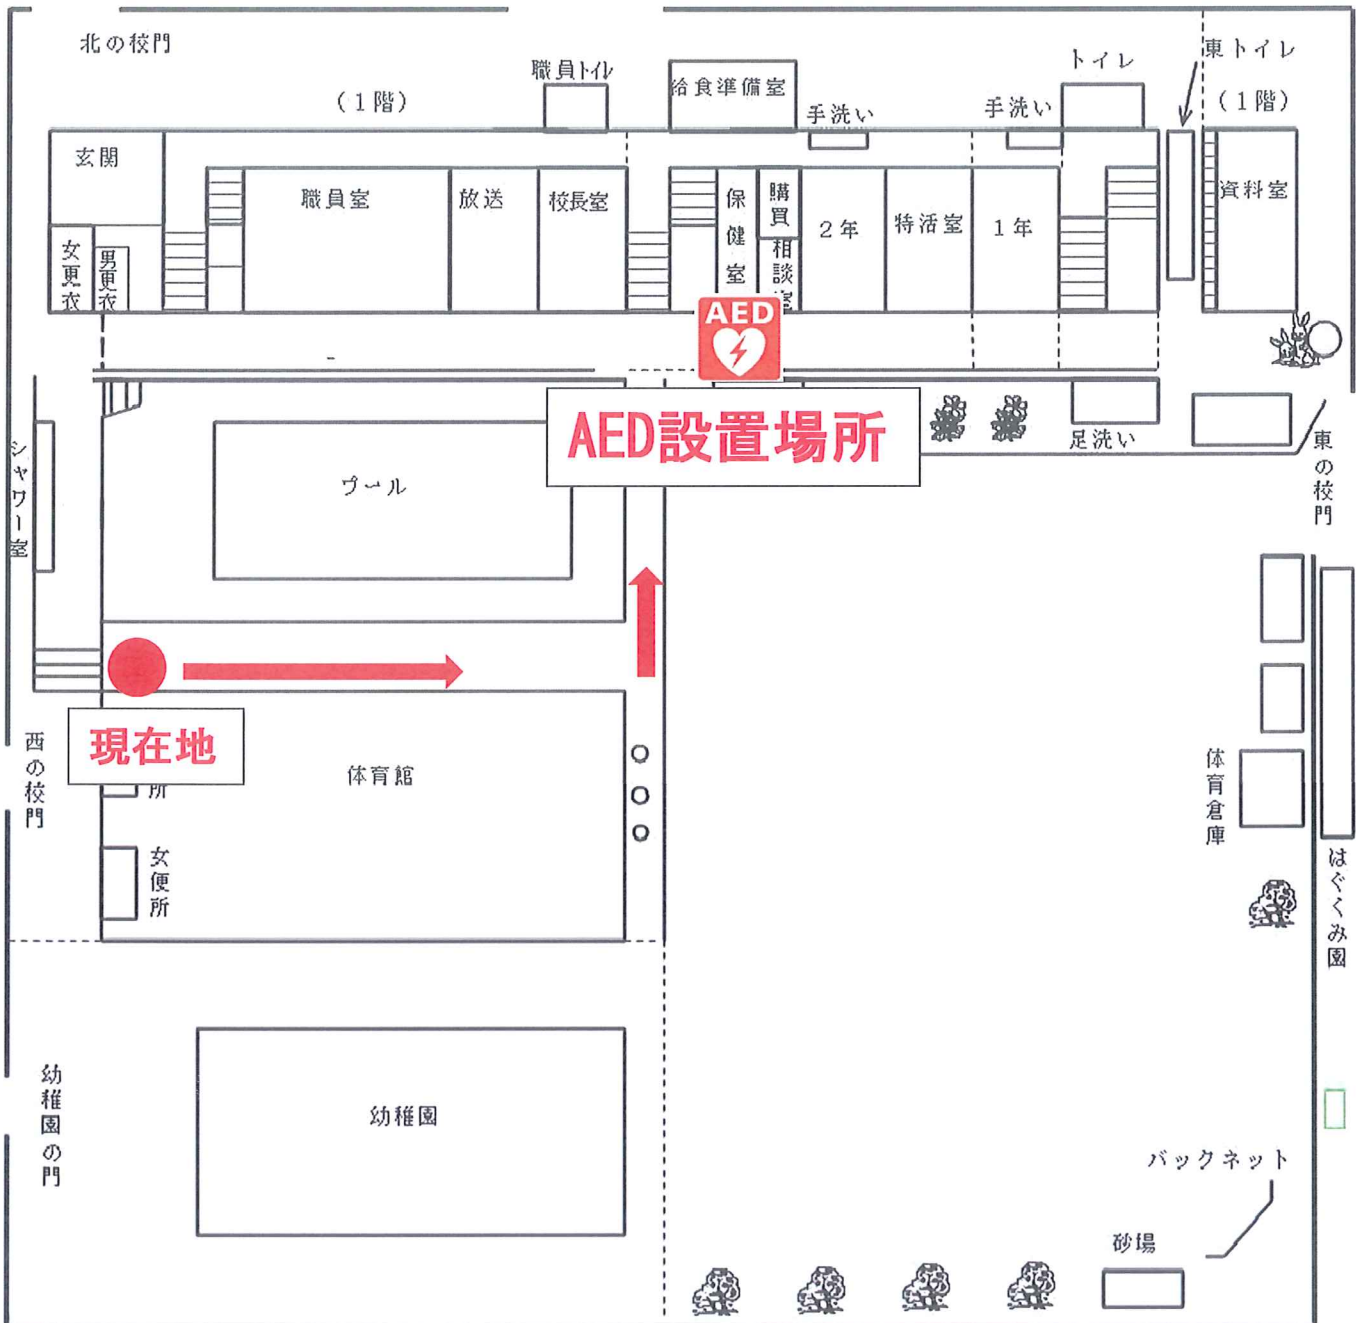 北の校門
職員トイレ
給食準備室
手洗い
手洗い
トイレ
東トイレ
（１階）
（１階）
玄関
職員室
放送
校長室
保健室
購買
相談室
２年
特活室
１年
資料室
女更衣
男更衣
AED
AED設置場所
足洗い
東の校門
シャワー室
プール
現在地
西の校門
所
体育館
女便所
体育倉庫
はぐくみ園
幼稚園の門
幼稚園
バックネット
砂場